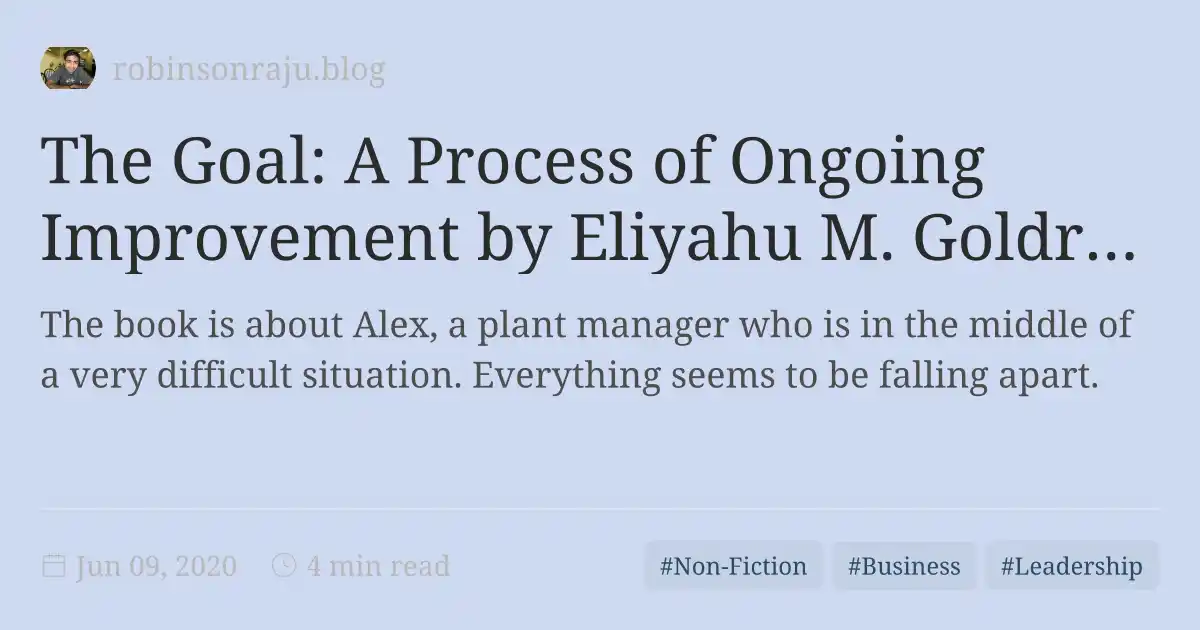 robinsonraju.blog
The Goal: A Process of Ongoing
Improvement by Eliyahu M. Goldr...
The book is about Alex, a plant manager who is in the middle of
a very difficult situation. Everything seems to be falling apart.
Jun 09, 2020 4 min read #Non-Fiction #Business #Leadership